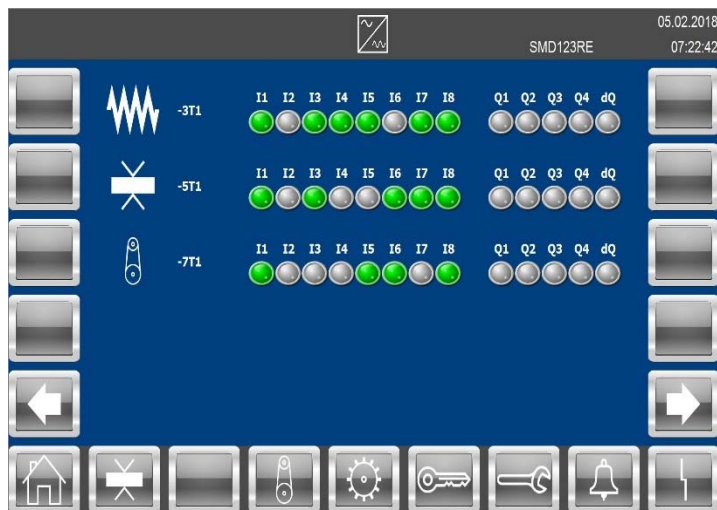 05.02.2018
SMD123RE 07:22:42
I1 I2 I3 I4 I5 I6 I7 I8 Q1 Q2 Q3 Q4 dQ
-3T1
I1 I2 I3 I4 I5 I6 I7 I8 Q1 Q2 Q3 Q4 dQ
-5T1
I1 I2 I3 I4 I5 I6 I7 I8 Q1 Q2 Q3 Q4 dQ
-7T1